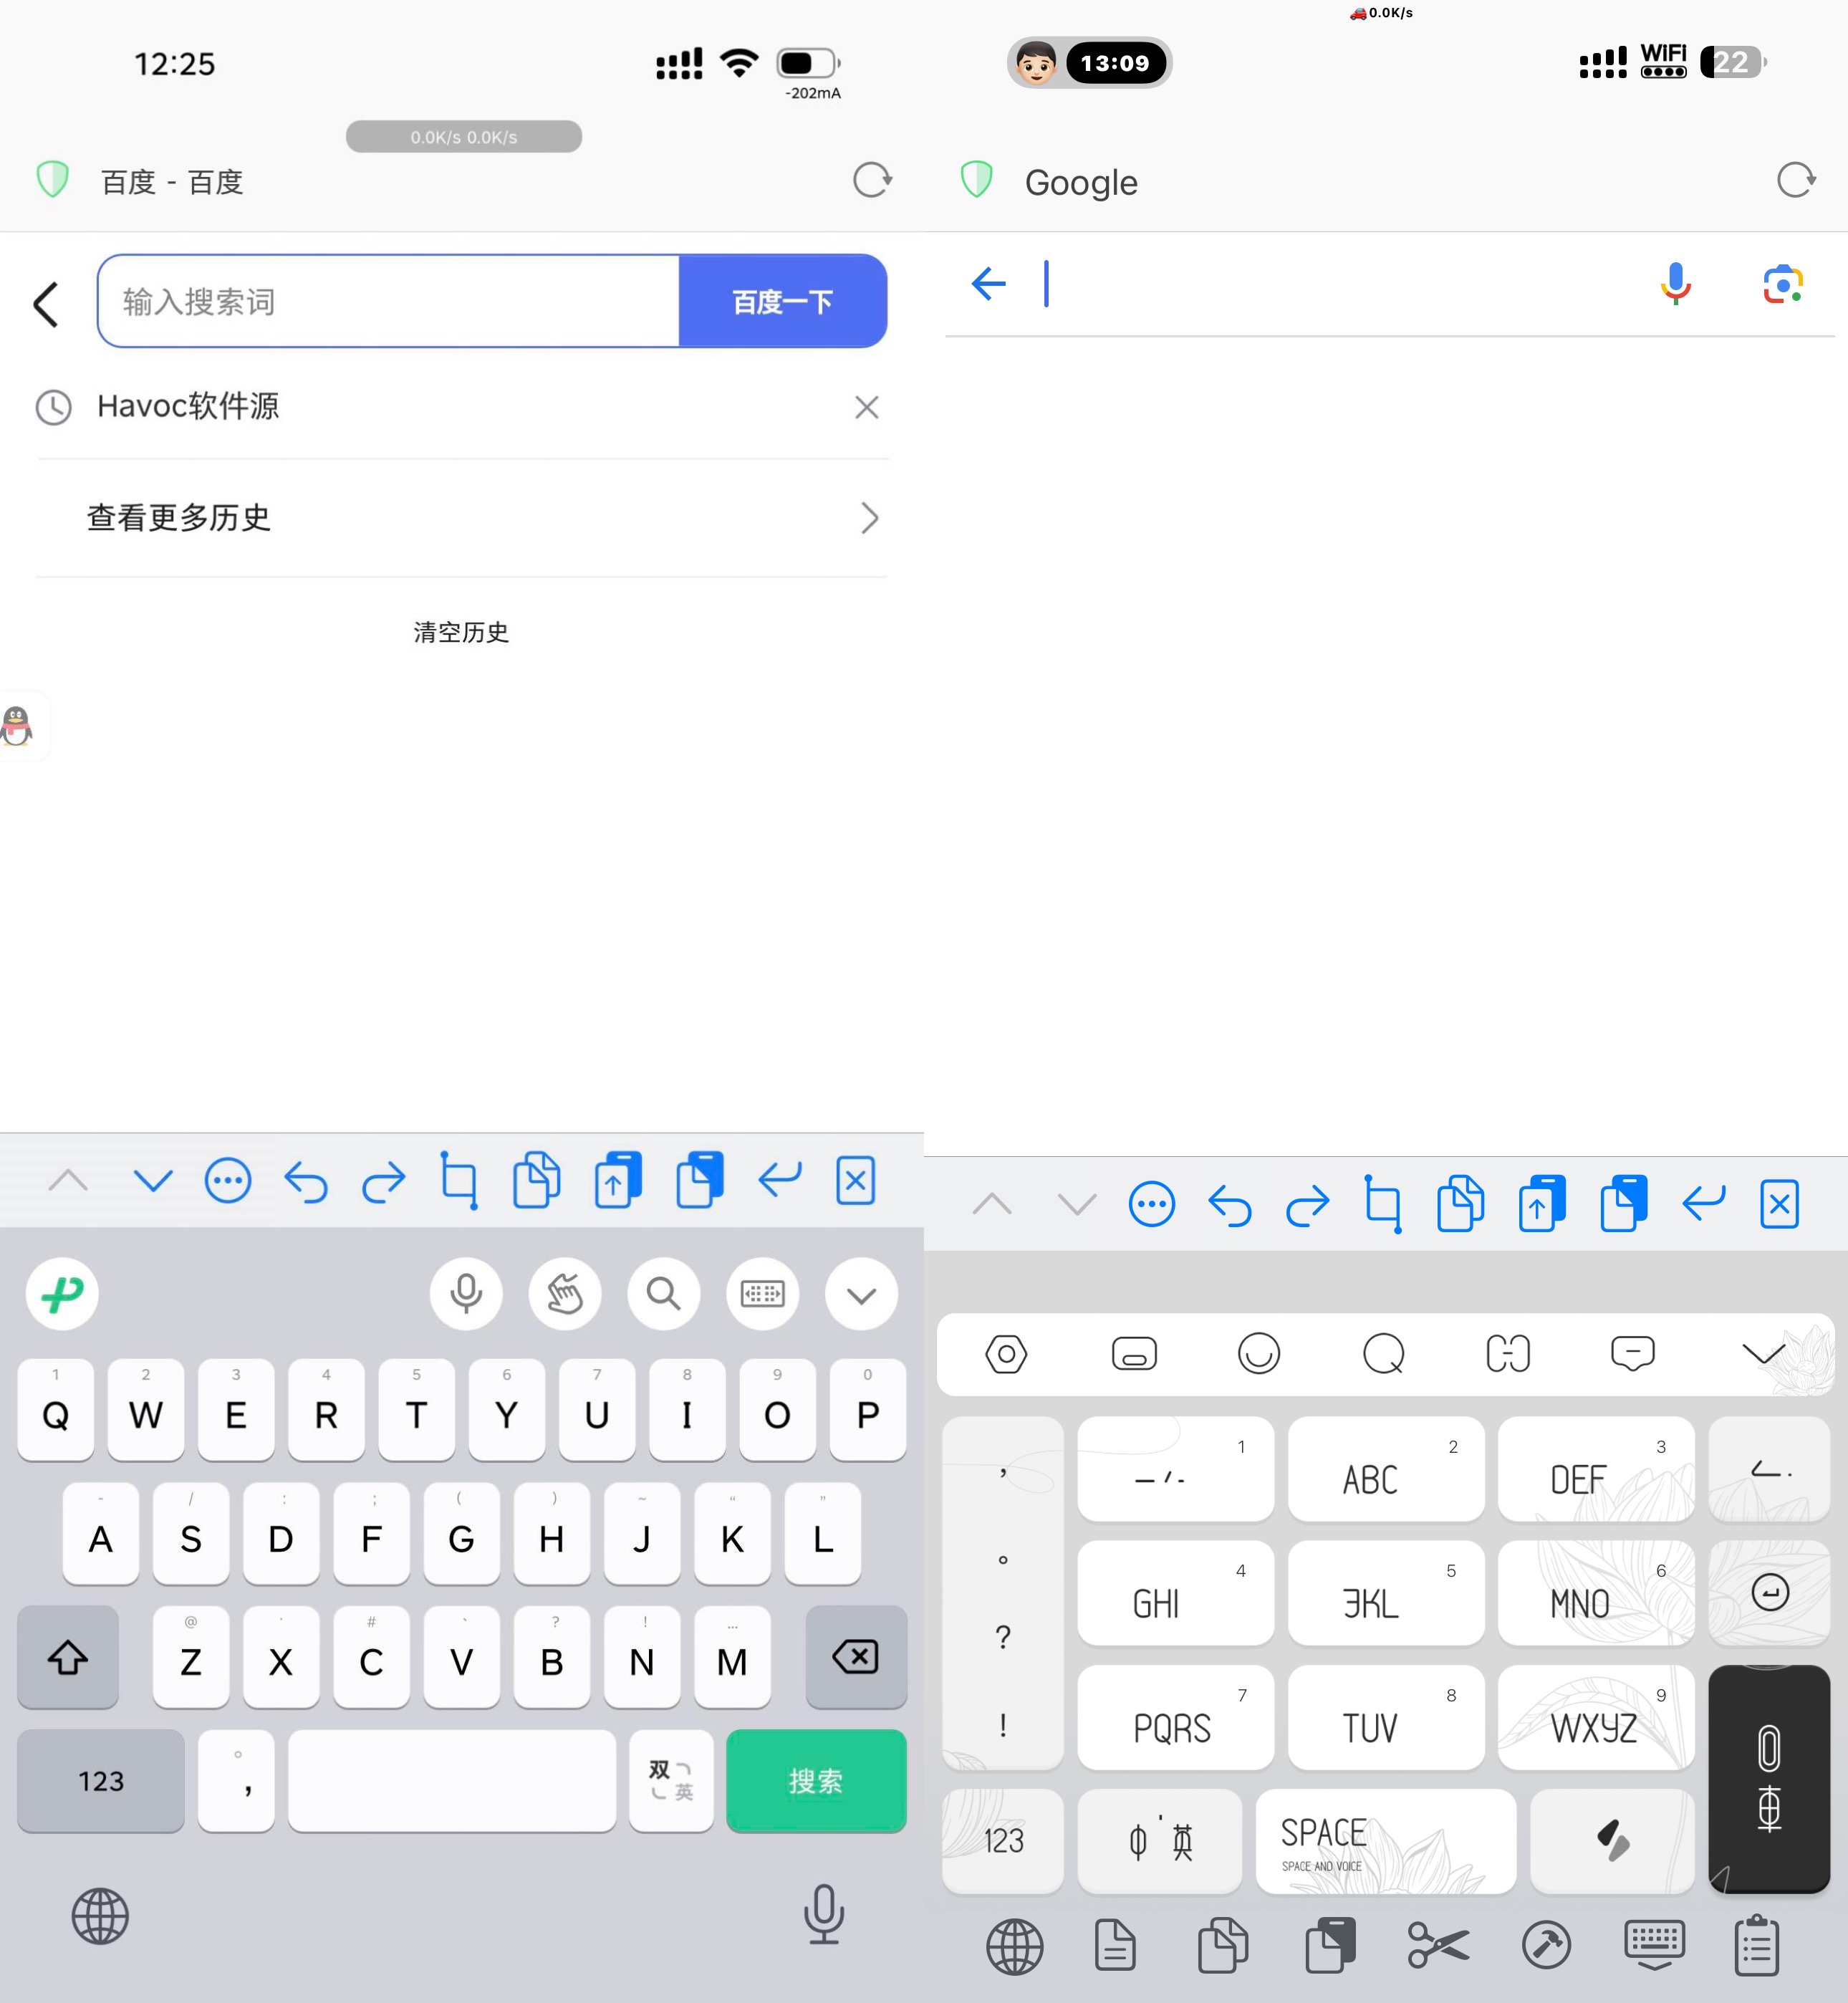 12:25
-202mA
0.0K/s 0.0K/s
百度 - 百度
输入搜索词
百度一下
Havoc软件源
查看更多历史
清空历史
1 2 3 4 5 6 7 8 9 0
Q W E R T Y U I O P
- / : ; ( ) ~ “ ”
A S D F G H J K L
@ # ? ! ...
Z X C V B N M
123
。
，
双
英
搜索
🚗0.0K/s
13:09
WiFi
22
Google
，
。
?
!
1
2
ABC
3
DEF
4
GHI
5
JKL
6
MNO
7
PQRS
8
TUV
9
WXYZ
123
中'英
SPACE
SPACE AND VOICE